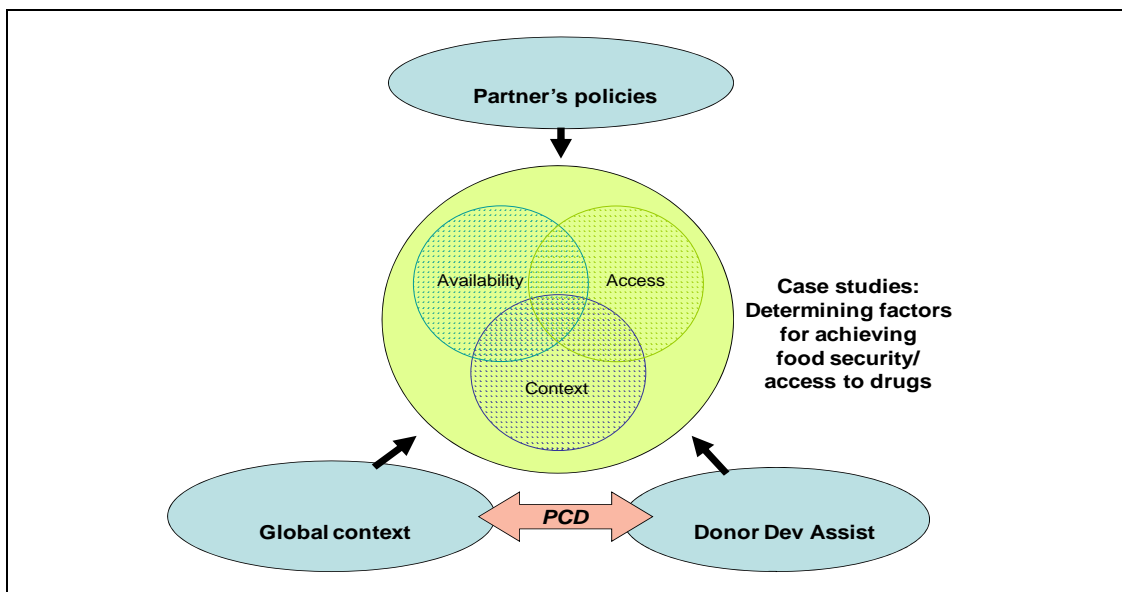 Partner's policies
Availability
Access
Context
Case studies:
Determining factors
for achieving
food security/
access to drugs
Global context
PCD
Donor Dev Assist